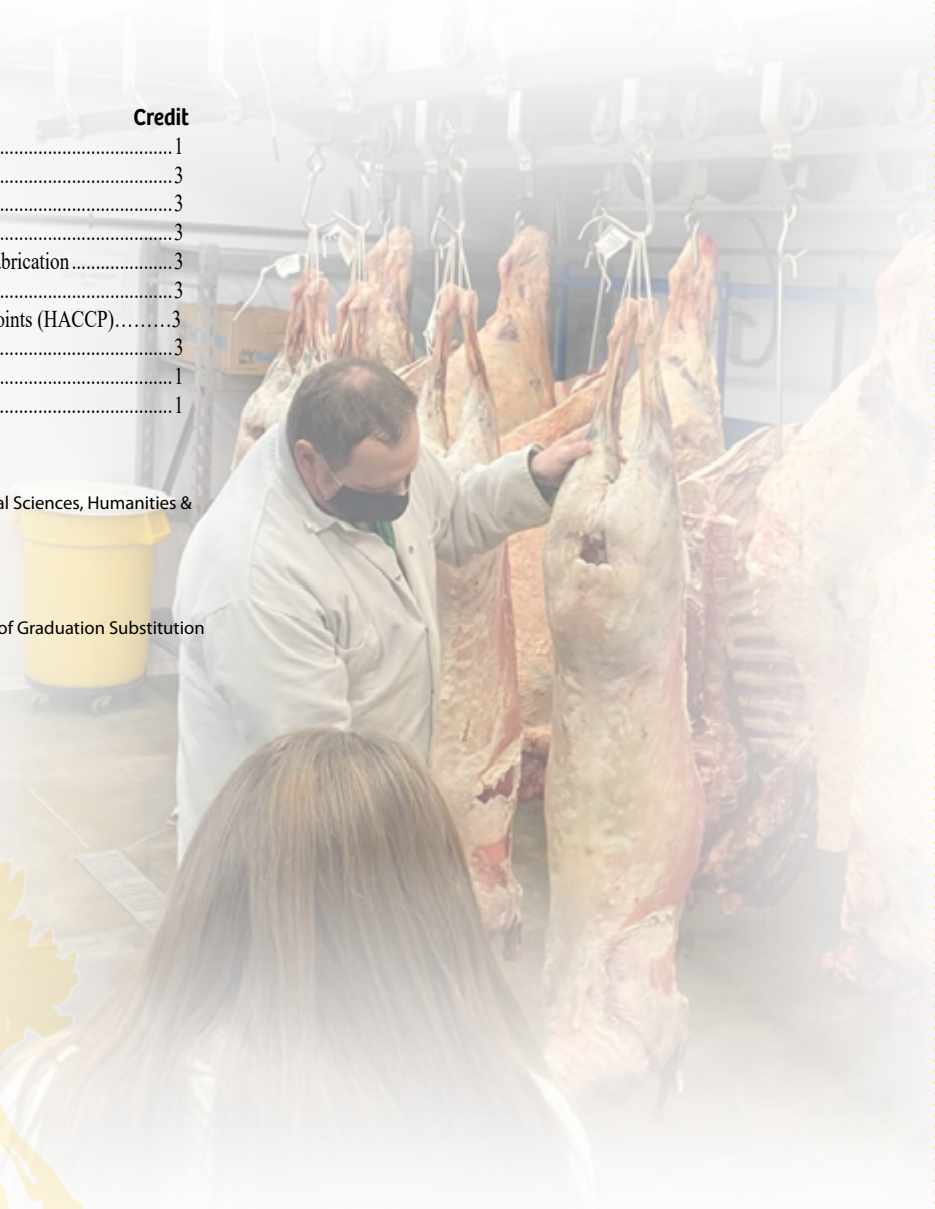 Credit
....................................1
....................................3
....................................3
....................................3
abrication.....................3
....................................3
oints (HACCP).........3
....................................3
....................................1
....................................1
al Sciences, Humanities &
of Graduation Substitution